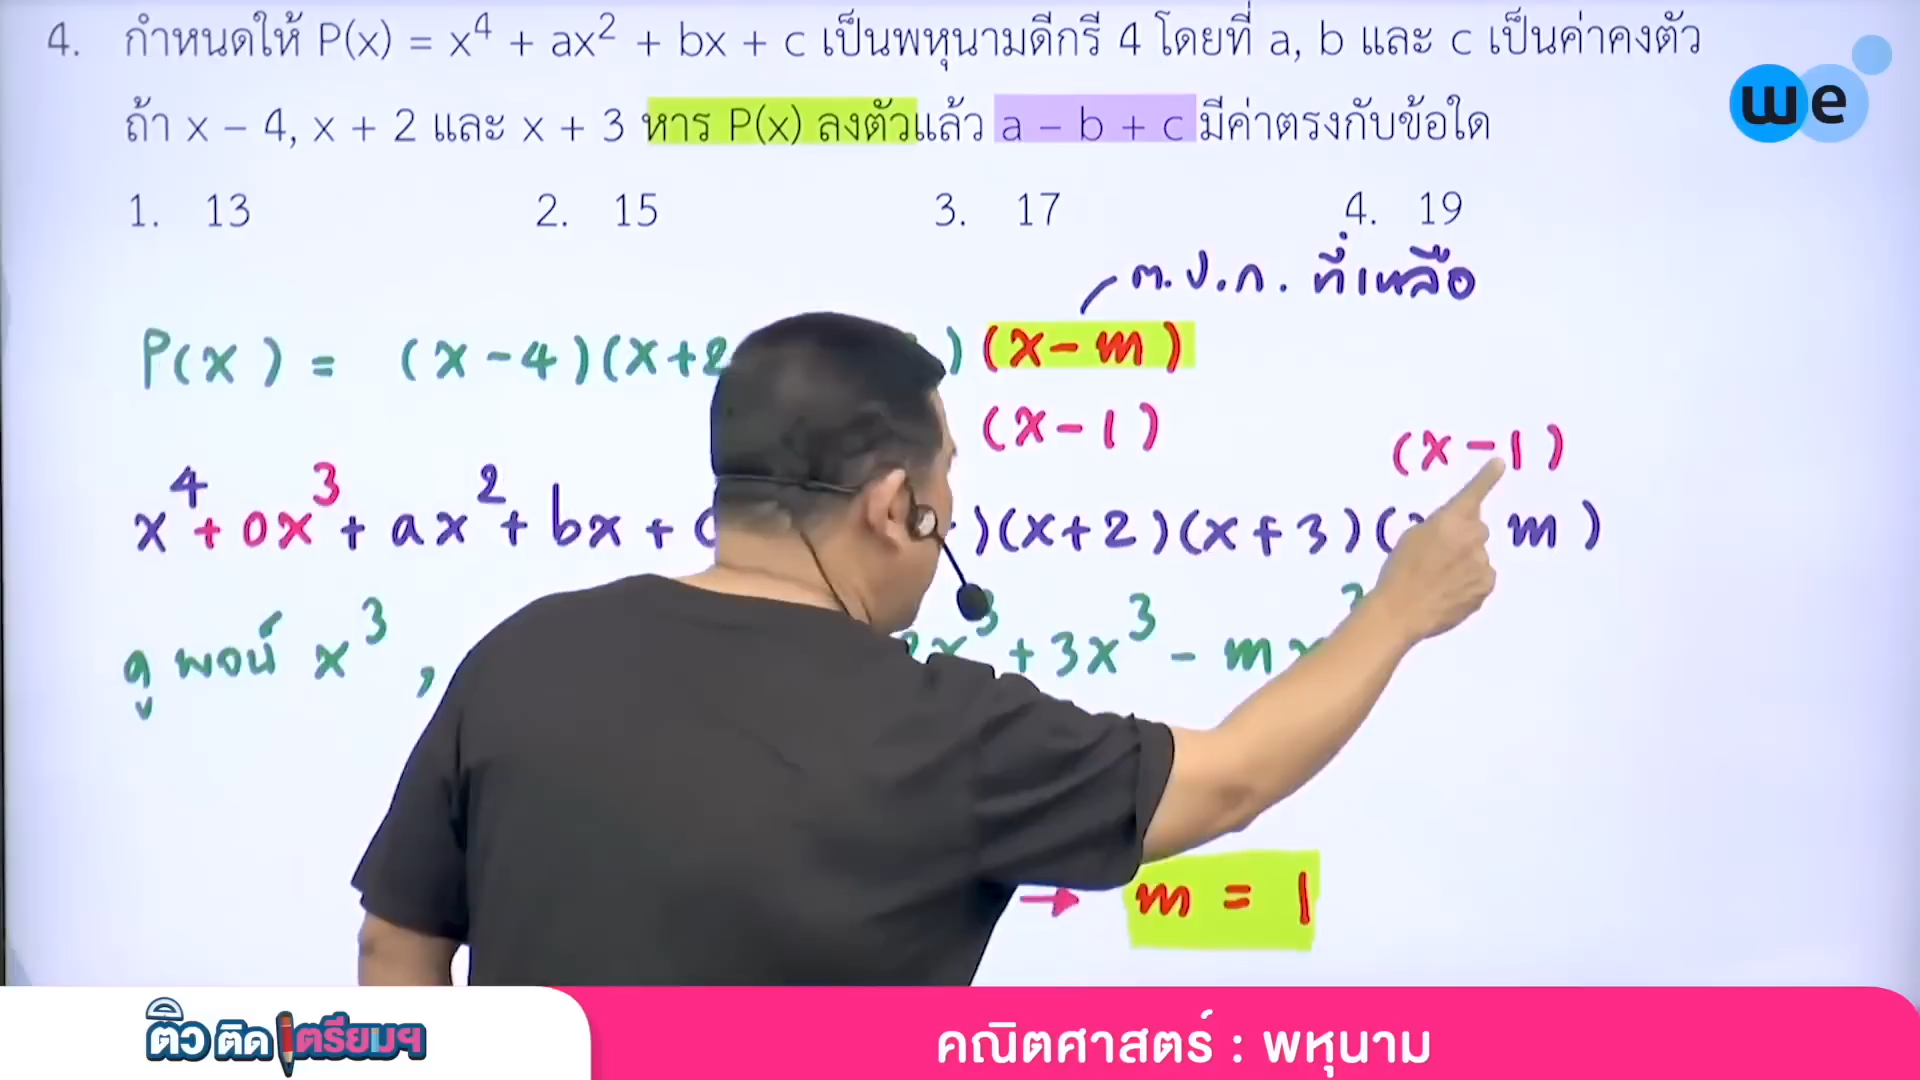 4. กำหนดให้ P(x) = x⁴ + ax² + bx + c เป็นพหุนามดีกรี 4 โดยที่ a, b และ c เป็นค่าคงตัว
ถ้า x – 4, x + 2 และ x + 3 หาร P(x) ลงตัวแล้ว a – b + c มีค่าตรงกับข้อใด
1. 13 2. 15 3. 17 4. 19
we
ต.ป.ก. ที่เหลือ
P(x) = (x-4)(x+2 )(x-m)
(x-1) (x-1)
x⁴+0x³+ax²+bx+ )(x+2)(x+3)( m)
ดูพจน์ x³, x³+3x³-m
→ m = 1
ติว ติด เตรียมฯ
คณิตศาสตร์ : พหุนาม